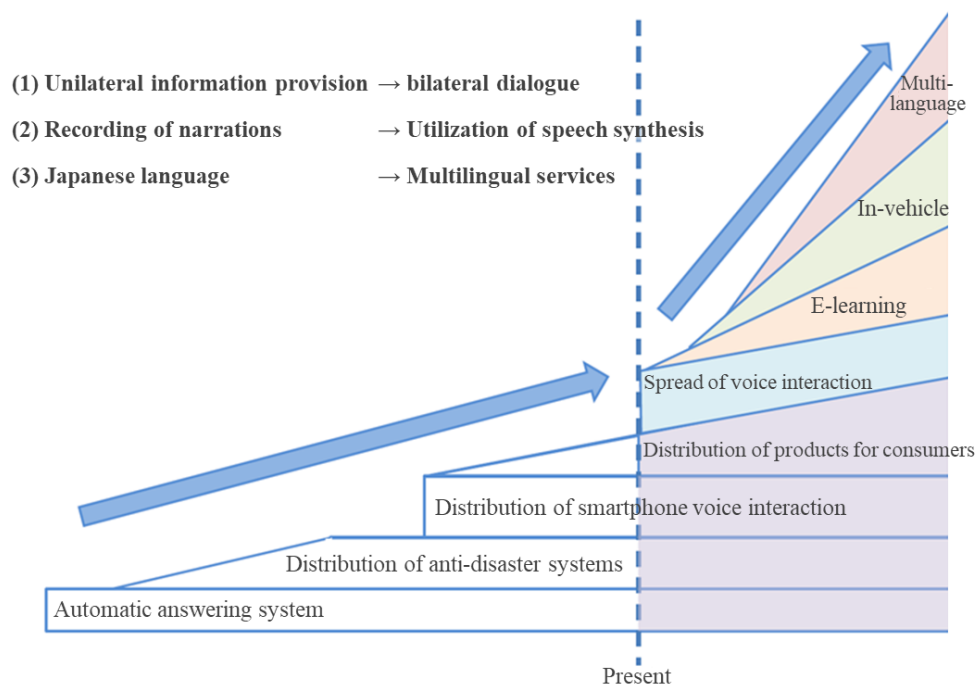 (1) Unilateral information provision → bilateral dialogue
(2) Recording of narrations → Utilization of speech synthesis
(3) Japanese language → Multilingual services
Multi-
language
In-vehicle
E-learning
Spread of voice interaction
Distribution of products for consumers
Distribution of smartphone voice interaction
Distribution of anti-disaster systems
Automatic answering system
Present